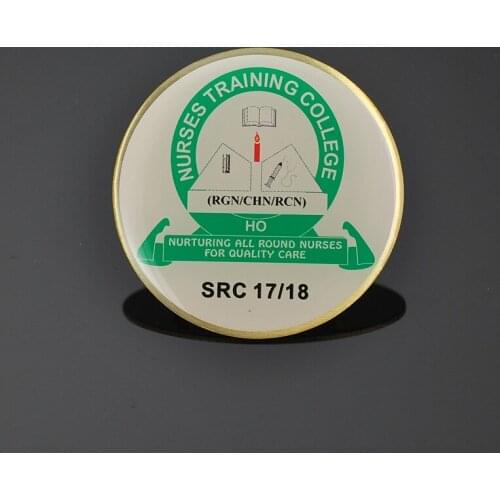 NURSES TRAINING COLLEGE
(RGN/CHN/RCN)
HO
NURTURING ALL ROUND NURSES
FOR QUALITY CARE
SRC 17/18